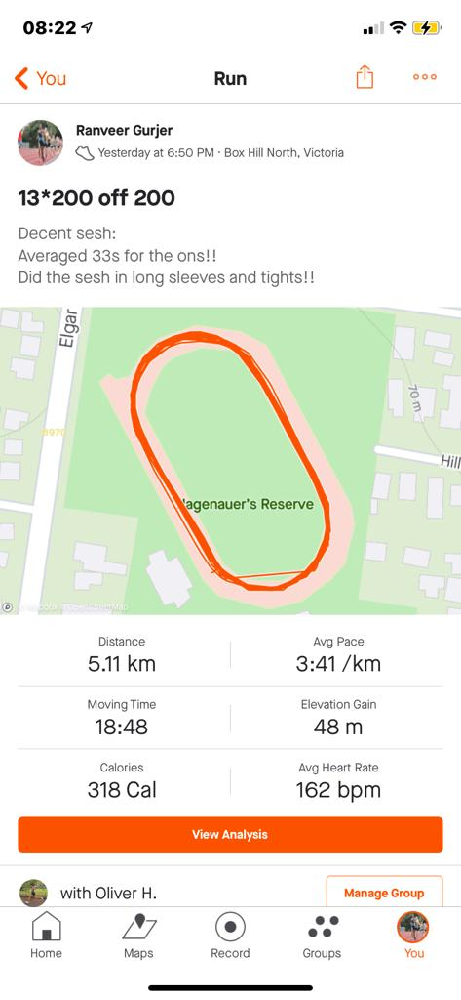 08:22
You
Run
Ranveer Gurjer
Yesterday at 6:50 PM · Box Hill North, Victoria
13*200 off 200
Decent sesh:
Averaged 33s for the ons!!
Did the sesh in long sleeves and tights!!
Elgar
70 m
3970
Hill
Hagenauer's Reserve
OpenStreetMap
Distance
5.11 km
Avg Pace
3:41 /km
Moving Time
18:48
Elevation Gain
48 m
Calories
318 Cal
Avg Heart Rate
162 bpm
View Analysis
with Oliver H.
Manage Group
Home
Maps
Record
Groups
You